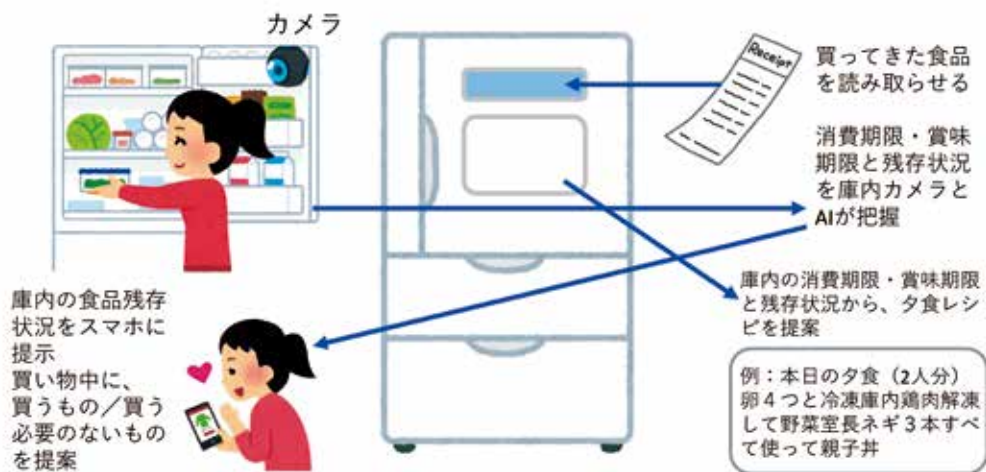 カメラ
Receipt
買ってきた食品
を読み取らせる
消費期限・賞味
期限と残存状況
を庫内カメラと
AIが把握
庫内の消費期限・賞味期限
と残存状況から、夕食レシ
ピを提案
例：本日の夕食（2人分）
卵４つと冷凍庫内鶏肉解凍
して野菜室長ネギ３本すべ
て使って親子丼
庫内の食品残存
状況をスマホに
提示
買い物中に、
買うもの／買う
必要のないもの
を提案